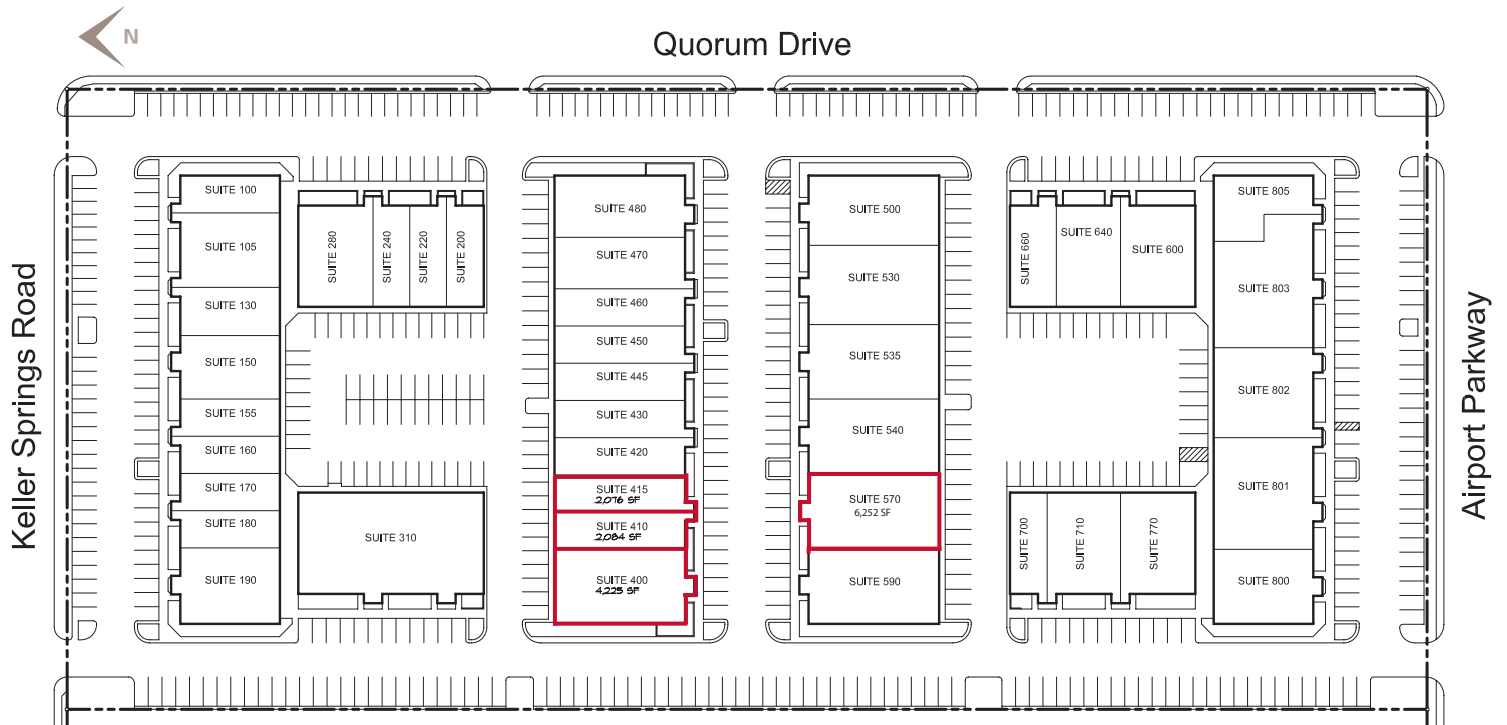 N
Quorum Drive
Keller Springs Road
Airport Parkway
SUITE 100
SUITE 105
SUITE 130
SUITE 150
SUITE 155
SUITE 160
SUITE 170
SUITE 180
SUITE 190
SUITE 280
SUITE 240
SUITE 220
SUITE 200
SUITE 310
SUITE 480
SUITE 470
SUITE 460
SUITE 450
SUITE 445
SUITE 430
SUITE 420
SUITE 415
2,076 SF
SUITE 410
2,084 SF
SUITE 400
4,225 SF
SUITE 500
SUITE 530
SUITE 535
SUITE 540
SUITE 570
6,252 SF
SUITE 590
SUITE 660
SUITE 640
SUITE 600
SUITE 700
SUITE 710
SUITE 770
SUITE 805
SUITE 803
SUITE 802
SUITE 801
SUITE 800